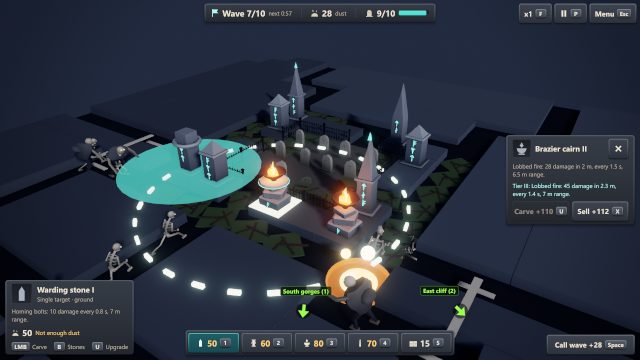 Wave 7/10 next 0:57
28 dust
9/10
x1 F
P
Menu Esc
Brazier cairn II
Lobbed fire: 28 damage in 2 m, every 1.5 s, 6.5 m range.
Tier III: Lobbed fire: 45 damage in 2.3 m, every 1.4 s, 7 m range.
Carve +110 U
Sell +112 X
Warding stone I
Single target · ground
Homing bolts: 10 damage every 0.8 s, 7 m range.
50 Not enough dust
LMB Carve B Stones U Upgrade
South gorges (1)
East cliff (2)
50 1
60 2
80 3
70 4
15 5
Call wave +28 Space